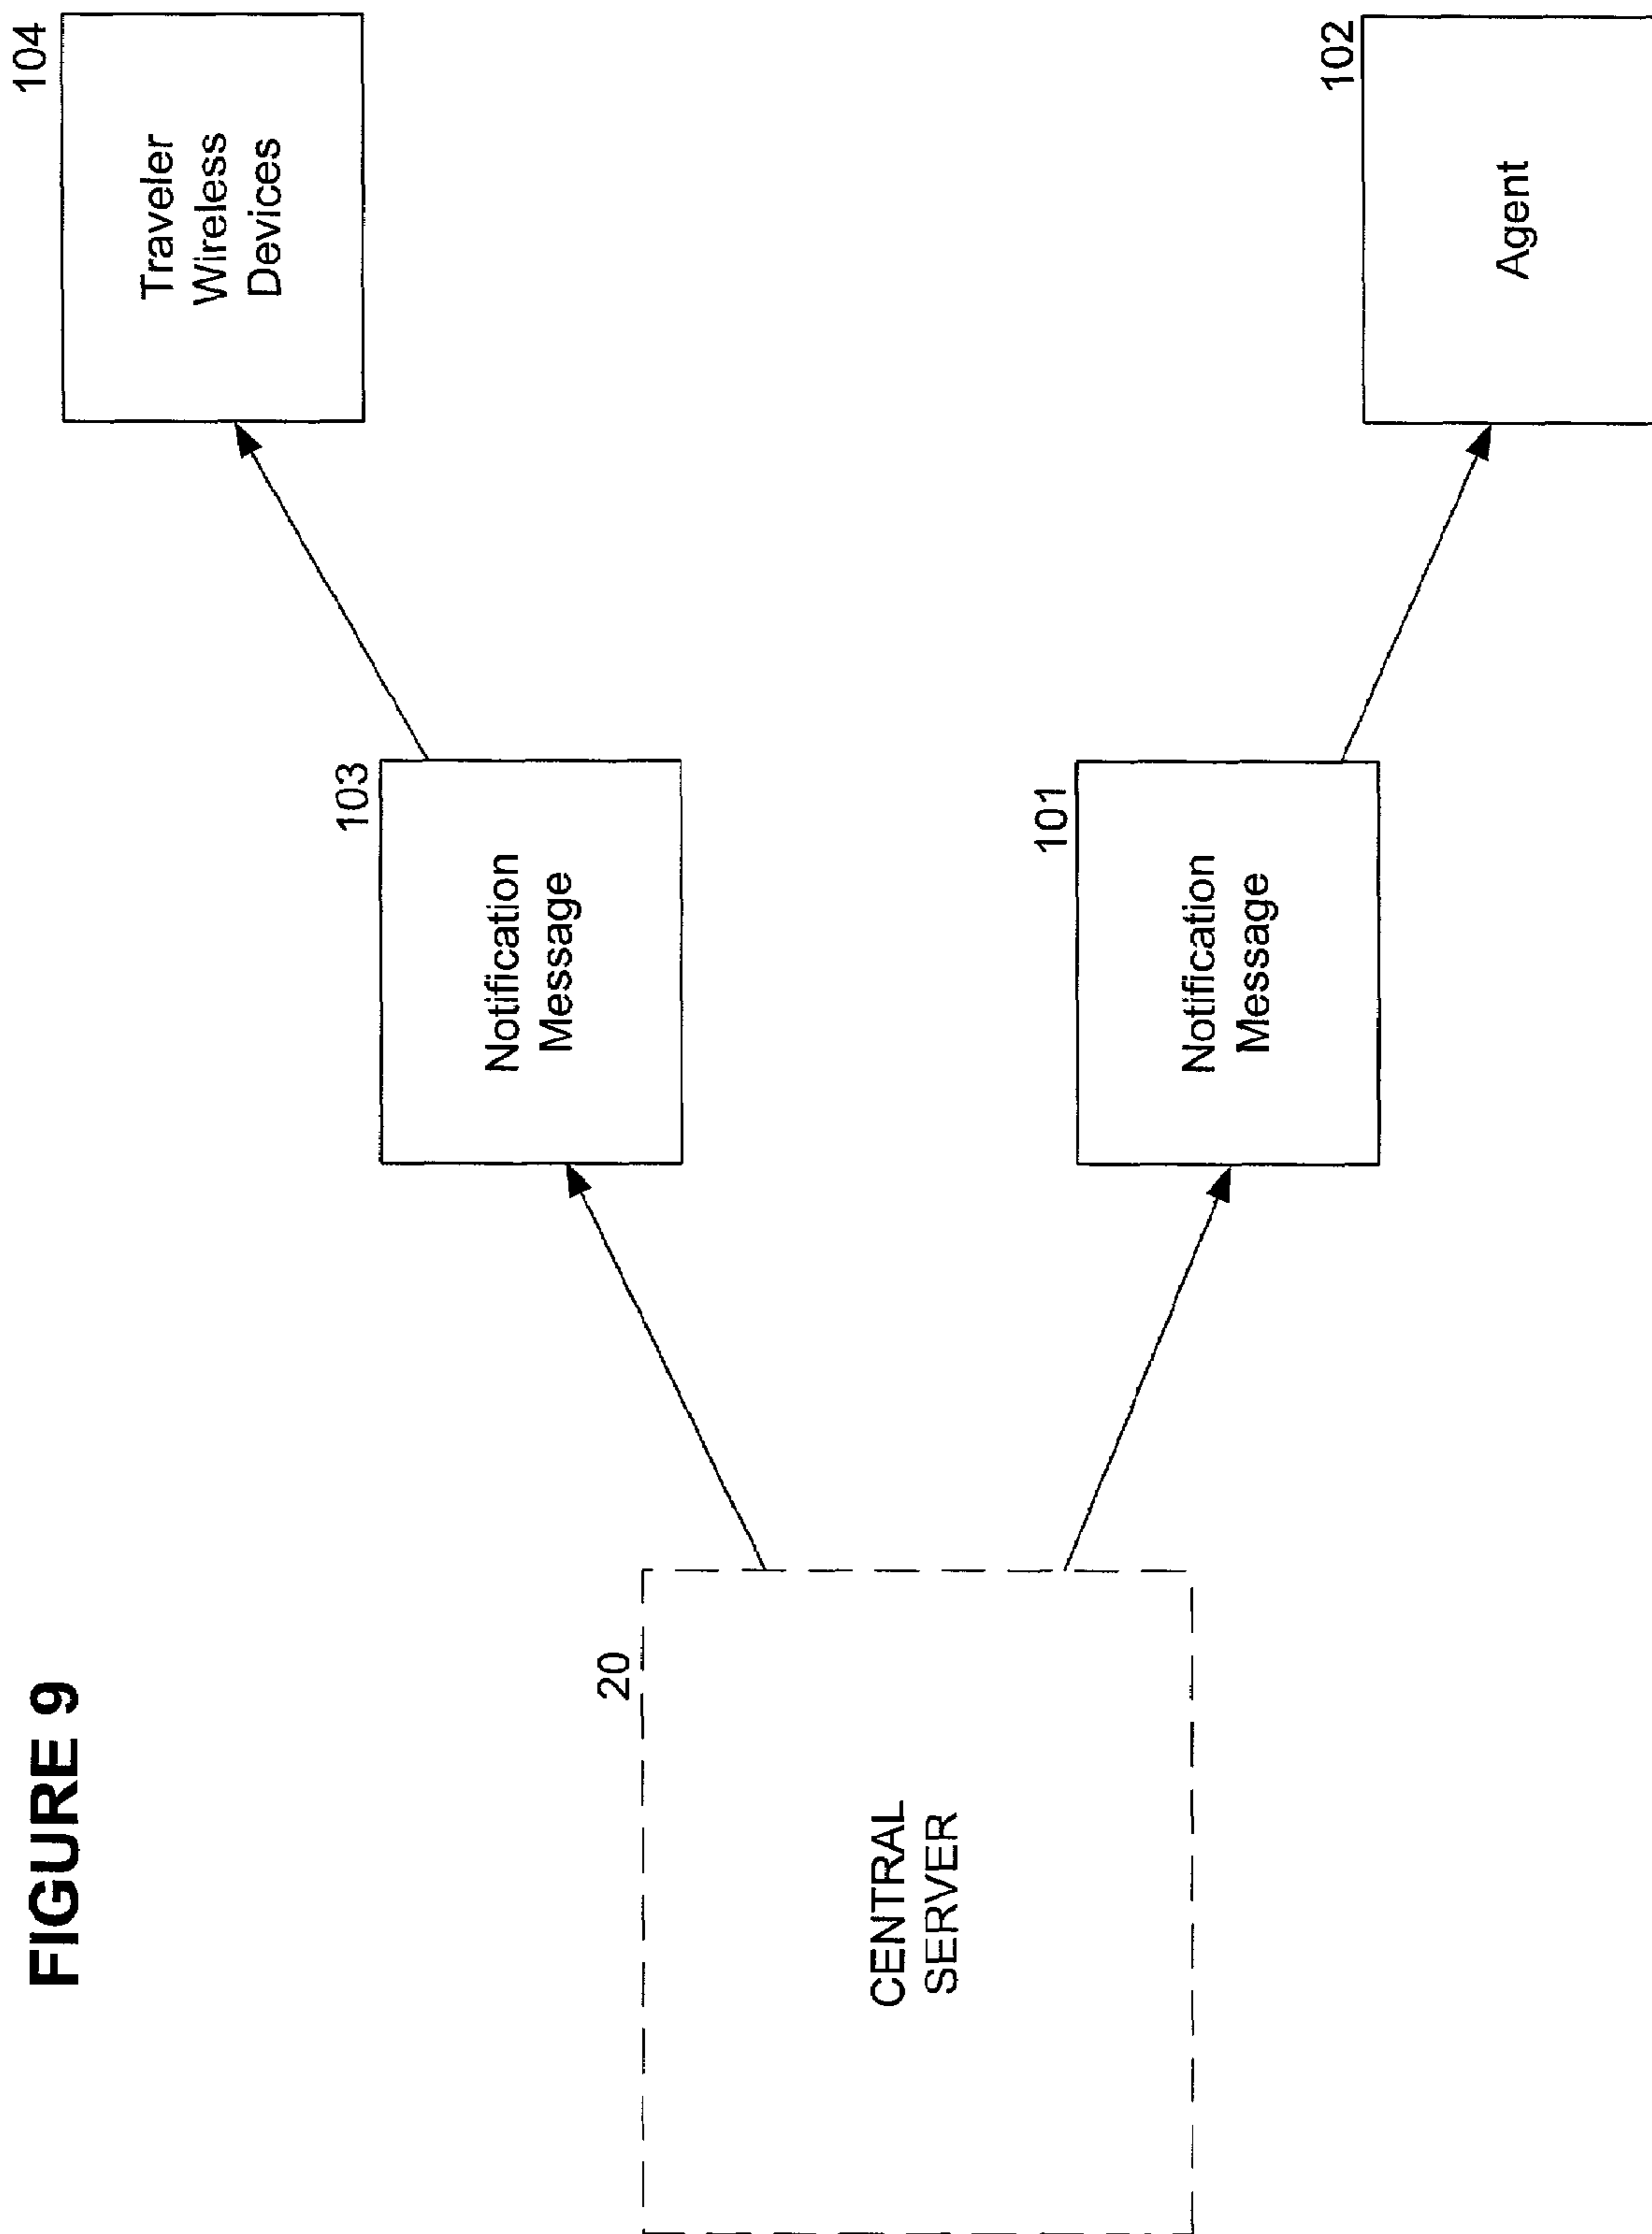 FIGURE 9
20
CENTRAL
SERVER
103
Notification
Message
104
Traveler
Wireless
Devices
101
Notification
Message
102
Agent